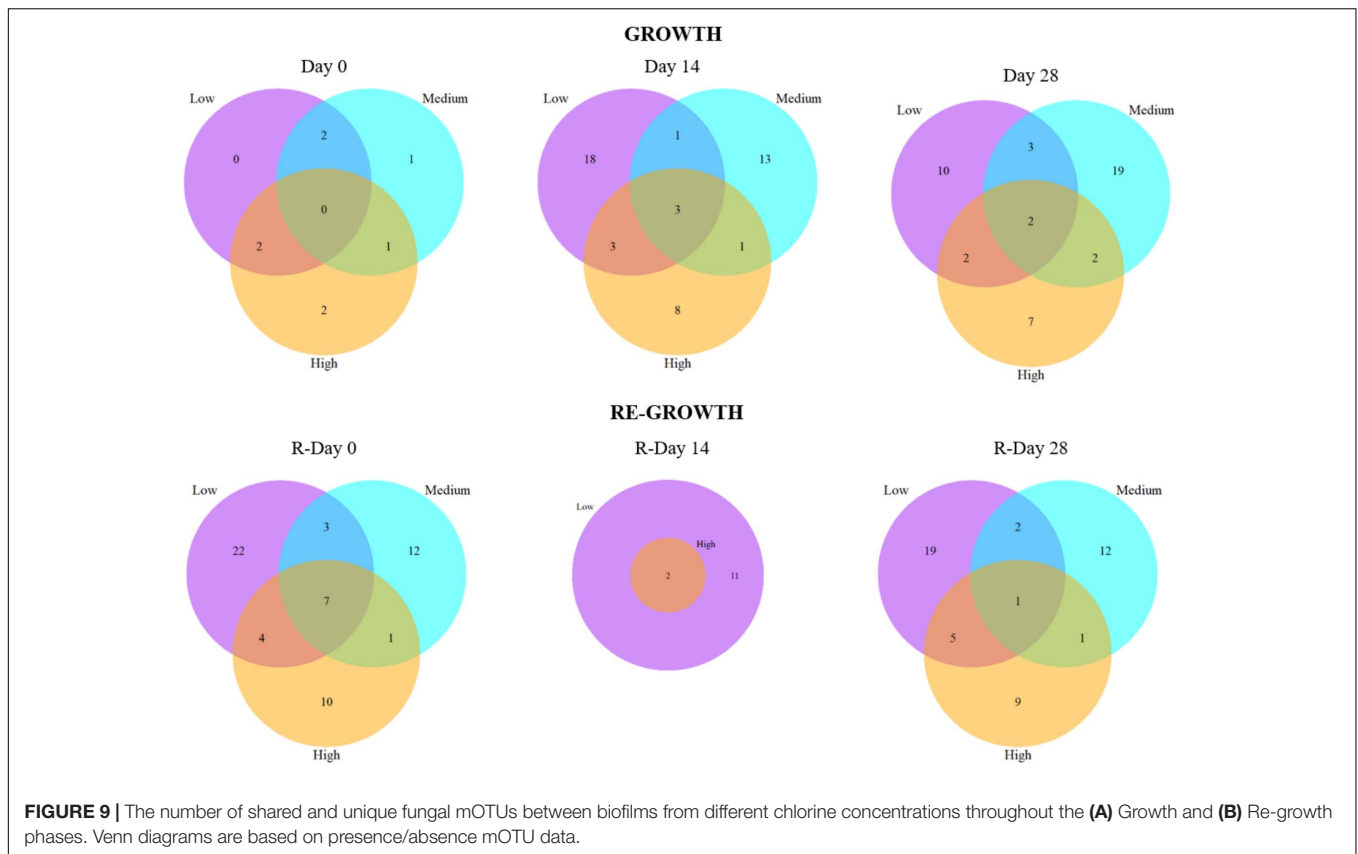 GROWTH
Day 0
Day 14
Day 28
Low
Medium
2
0
1
0
2
1
2
High
Low
Medium
1
18
13
3
3
1
8
High
Low
Medium
3
10
19
2
2
2
7
High
RE-GROWTH
R-Day 0
R-Day 14
R-Day 28
Low
Medium
3
22
12
7
4
1
10
High
Low
High
2
11
Low
Medium
2
19
12
1
5
1
9
High
FIGURE 9 | The number of shared and unique fungal mOTUs between biofilms from different chlorine concentrations throughout the (A) Growth and (B) Re-growth
phases. Venn diagrams are based on presence/absence mOTU data.